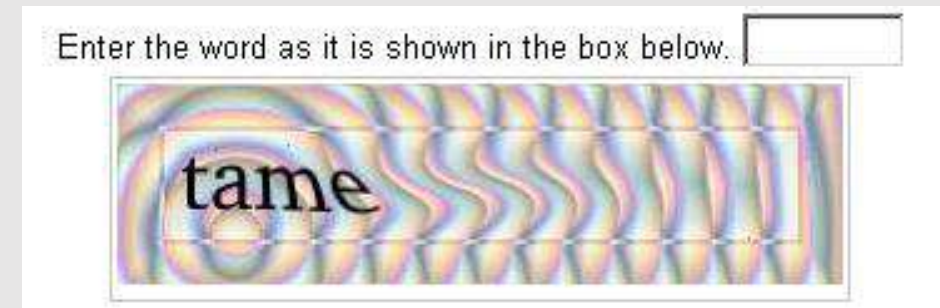 Enter the word as it is shown in the box below.
tame